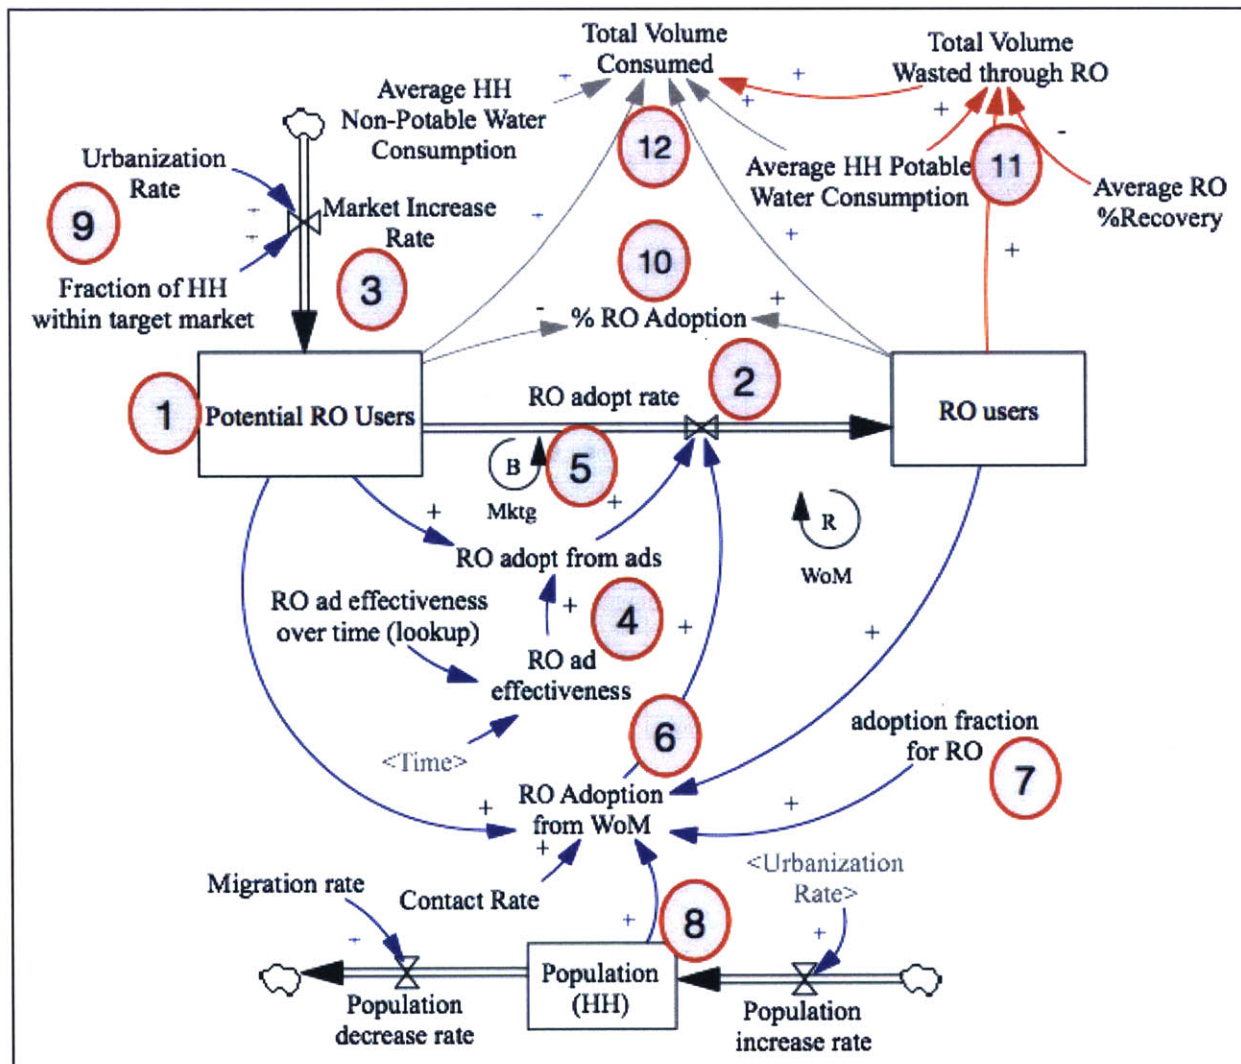 Total Volume
Consumed
Total Volume
Wasted through RO
Average HH
Non-Potable Water
Consumption
+
+
+
+
+
-
12
11
Urbanization
Rate
Average HH Potable
Water Consumption
Average RO
%Recovery
9
+
+
Market Increase
Rate
+
+
+
10
3
Fraction of HH
within target market
-
% RO Adoption
+
1
Potential RO Users
RO adopt rate
2
RO users
B
5
Mktg
+
+
R
WoM
RO adopt from ads
RO ad effectiveness
over time (lookup)
+
4
+
+
RO ad
effectiveness
6
<Time>
adoption fraction
for RO
7
RO Adoption
from WoM
+
+
+
<Urbanization
Rate>
Migration rate
Contact Rate
+
8
+
+
Population
(HH)
Population
decrease rate
Population
increase rate